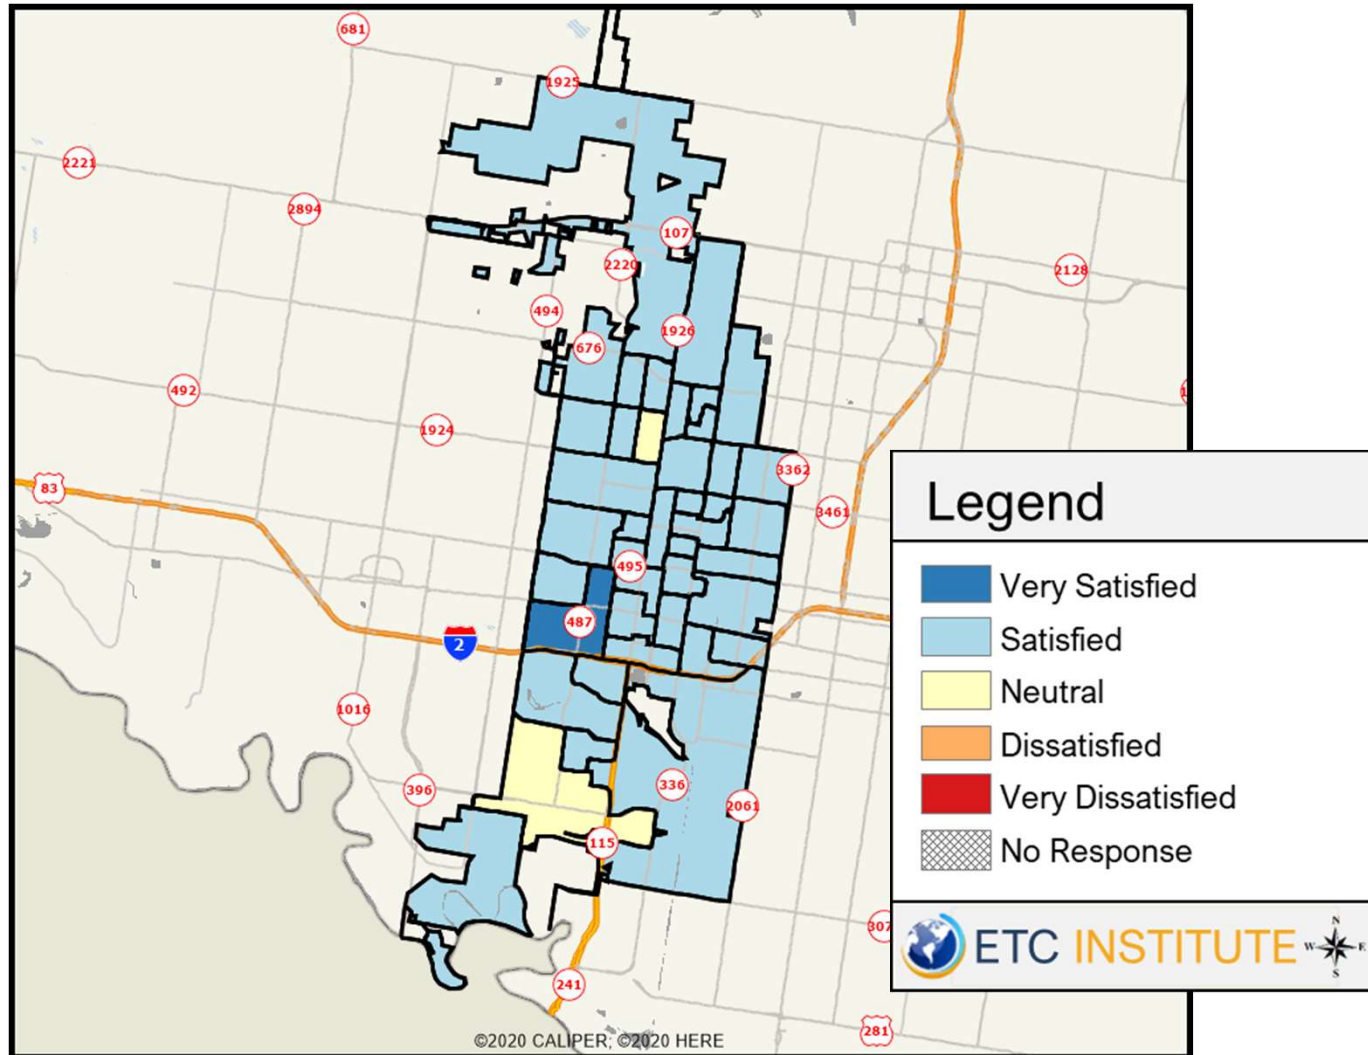 681
1925
2221
2894
107
2220
2128
494
1926
676
492
1924
3362
83
3461
495
487
2
1016
336
396
2061
115
307
241
281
©2020 CALIPER; ©2020 HERE
Legend
Very Satisfied
Satisfied
Neutral
Dissatisfied
Very Dissatisfied
No Response
ETC INSTITUTE
N
W E
S